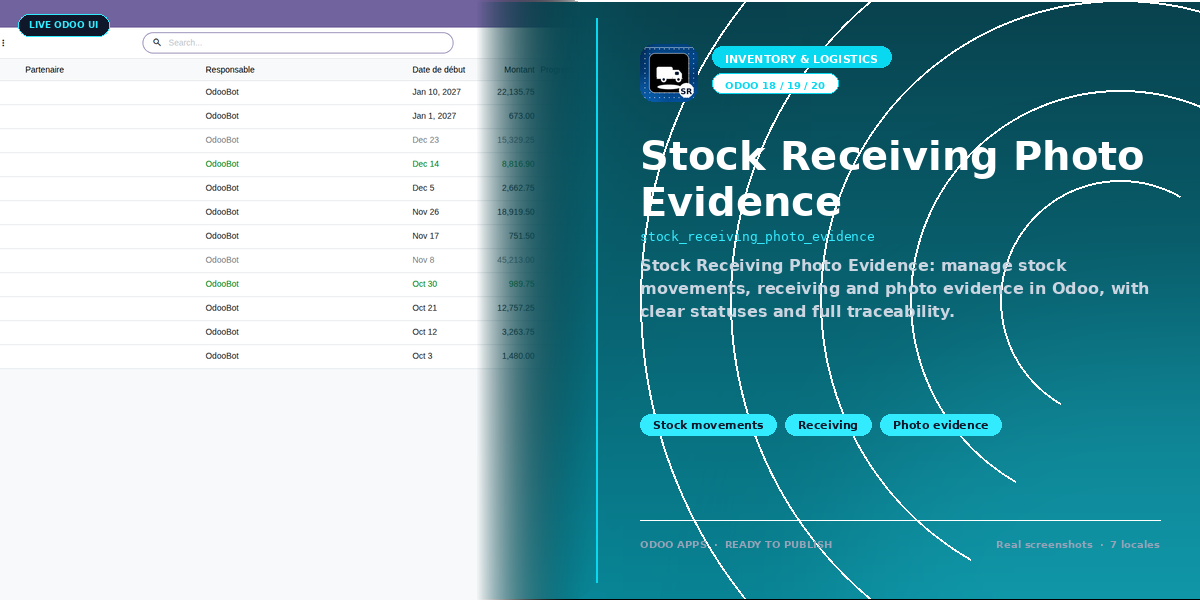 LIVE ODOO UI
Search...
Partenaire Responsable Date de début Montant
OdooBot Jan 10, 2027 22,135.75
OdooBot Jan 1, 2027 673.00
OdooBot Dec 23 15,329.25
OdooBot Dec 14 8,816.90
OdooBot Dec 5 2,662.75
OdooBot Nov 26 18,919.50
OdooBot Nov 17 751.50
OdooBot Nov 8 45,213.00
OdooBot Oct 30 989.75
OdooBot Oct 21 12,757.25
OdooBot Oct 12 3,263.75
OdooBot Oct 3 1,480.00
SR
INVENTORY & LOGISTICS
ODOO 18 / 19 / 20
Stock Receiving Photo
Evidence
stock_receiving_photo_evidence
Stock Receiving Photo Evidence: manage stock
movements, receiving and photo evidence in Odoo, with
clear statuses and full traceability.
Stock movements Receiving Photo evidence
ODOO APPS · READY TO PUBLISH Real screenshots · 7 locales